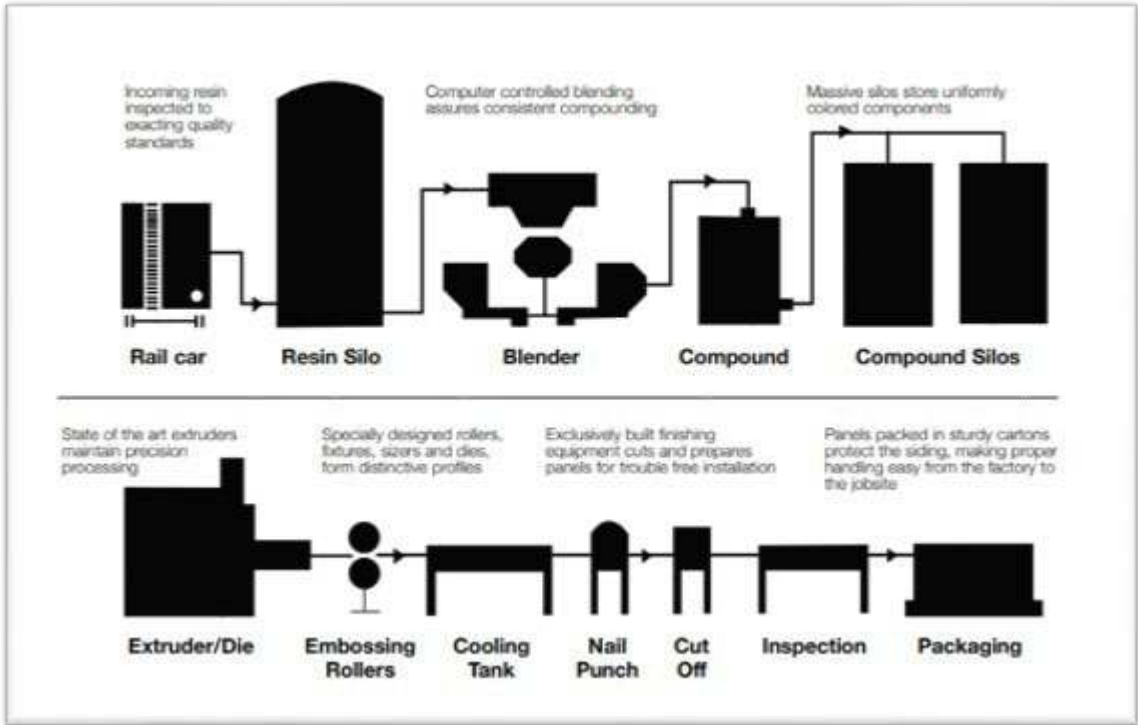 Incoming resin
inspected to
exacting quality
standards
Computer controlled blending
assures consistent compounding
Massive silos store uniformly
colored components
Rail car
Resin Silo
Blender
Compound
Compound Silos
State of the art extruders
maintain precision
processing
Specially designed rollers,
fixtures, sizers and dies,
form distinctive profiles
Exclusively built finishing
equipment cuts and prepares
panels for trouble free installation
Panels packed in sturdy cartons
protect the siding, making proper
handling easy from the factory to
the jobsite
Extruder/Die
Embossing
Rollers
Cooling
Tank
Nail
Punch
Cut
Off
Inspection
Packaging